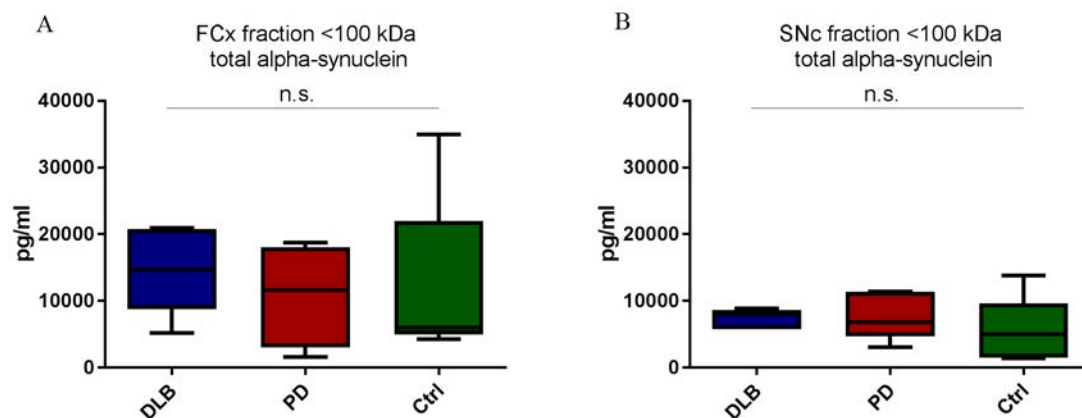 A
FCx fraction <100 kDa
total alpha-synuclein
n.s.
40000
30000
20000
10000
0
pg/ml
DLB
PD
Ctrl
B
SNc fraction <100 kDa
total alpha-synuclein
n.s.
40000
30000
20000
10000
0
pg/ml
DLB
PD
Ctrl